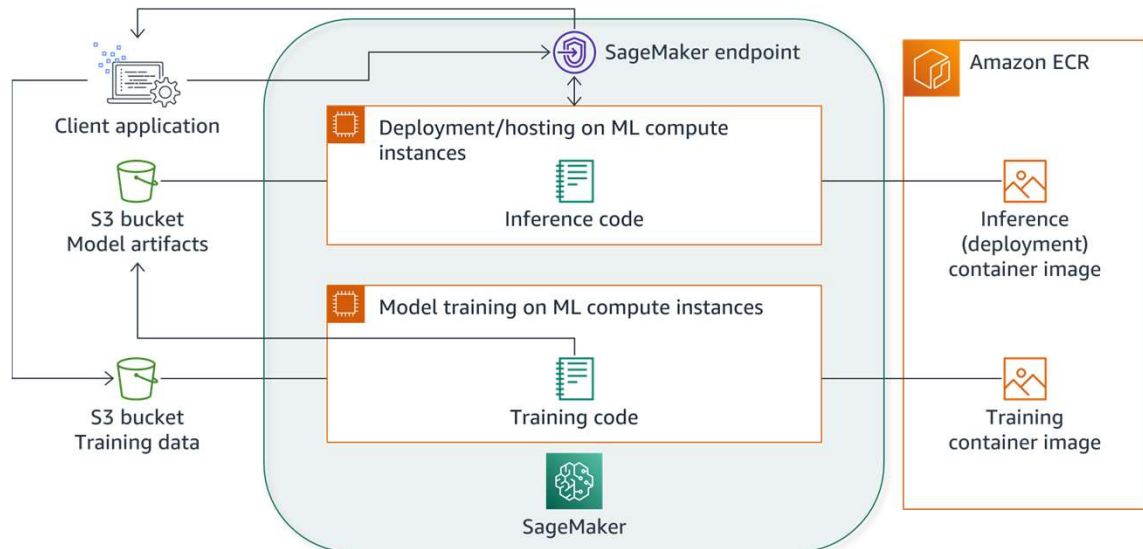 SageMaker endpoint
Amazon ECR
Client application
Deployment/hosting on ML compute
instances
S3 bucket
Model artifacts
Inference code
Inference
(deployment)
container image
Model training on ML compute instances
S3 bucket
Training data
Training code
Training
container image
SageMaker